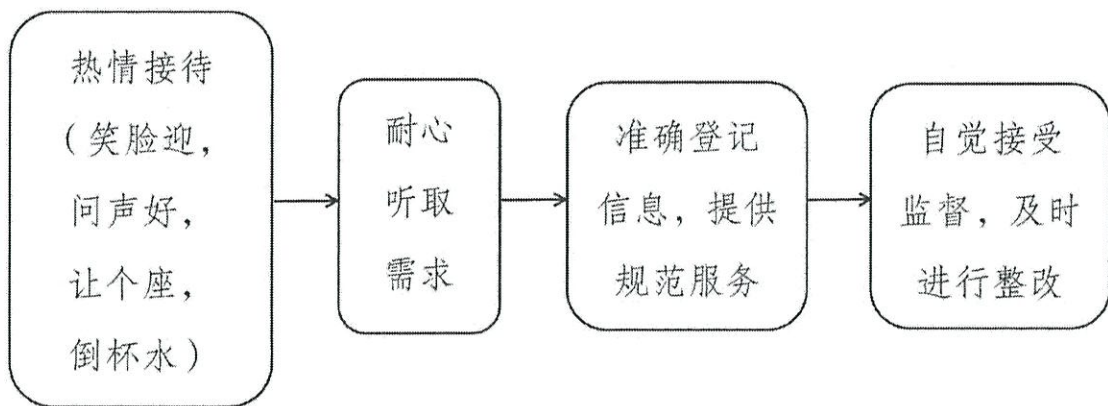 热情接待
（笑脸迎，
问声好，
让个座，
倒杯水）
耐心
听取
需求
准确登记
信息，提供
规范服务
自觉接受
监督，及时
进行整改